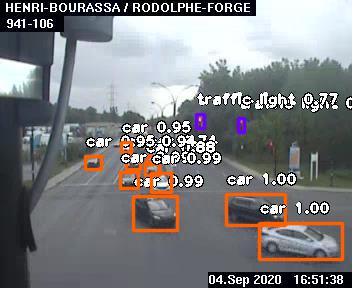 HENRI-BOURASSA / RODOLPHE-FORGE
941-106
traffic light 0.77
car 0.95
car 0.99
car 0.99
car 1.00
car 1.00
04.Sep 2020 16:51:38